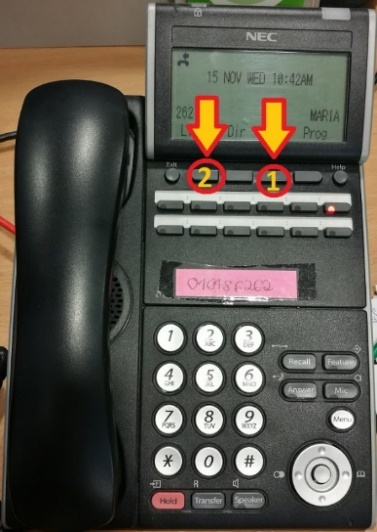 NEC
15 NOV WED 10:42AM
262 MARIA
Dir Prog
Exit Help
2 1
1 2 ABC 3 DEF
4 GHI 5 JKL 6 MNO
7 PQRS 8 TUV 9 WXYZ
* 0 #
Recall Feature
Answer Mic
Menu
R
Hold Transfer Speaker